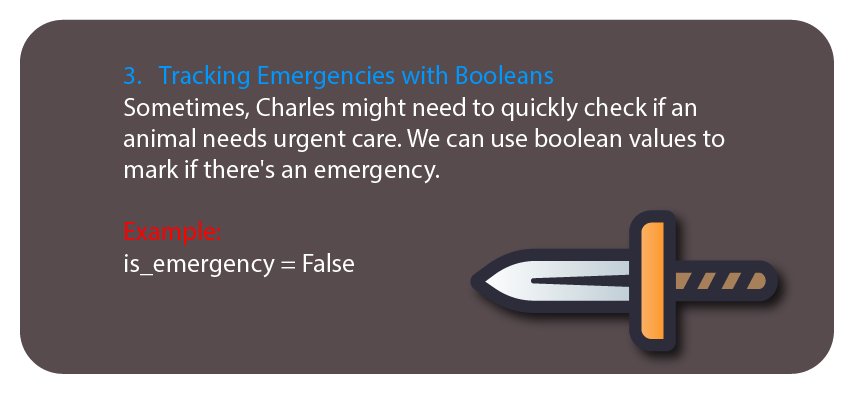 3. Tracking Emergencies with Booleans
Sometimes, Charles might need to quickly check if an
animal needs urgent care. We can use boolean values to
mark if there's an emergency.
Example:
is_emergency = False